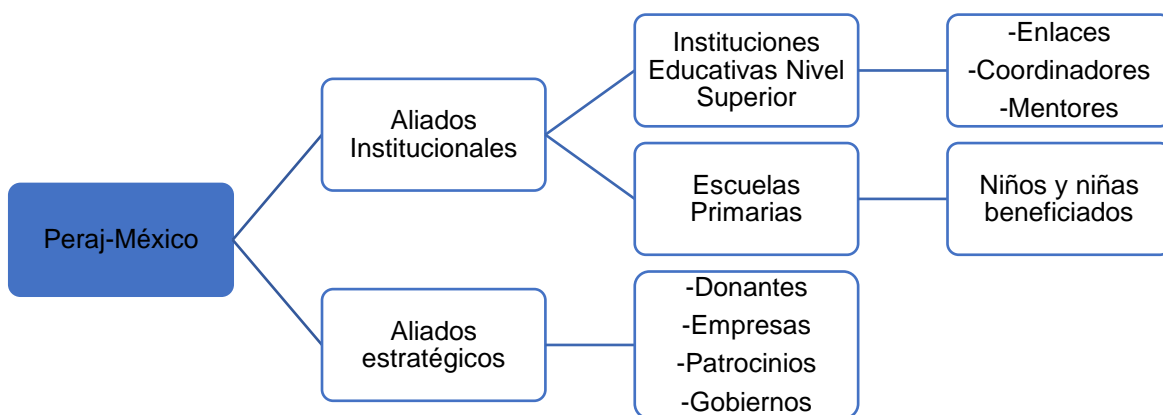 Peraj-México
Aliados
Institucionales
Instituciones
Educativas Nivel
Superior
-Enlaces
-Coordinadores
-Mentores
Escuelas
Primarias
Niños y niñas
beneficiados
Aliados
estratégicos
-Donantes
-Empresas
-Patrocinios
-Gobiernos